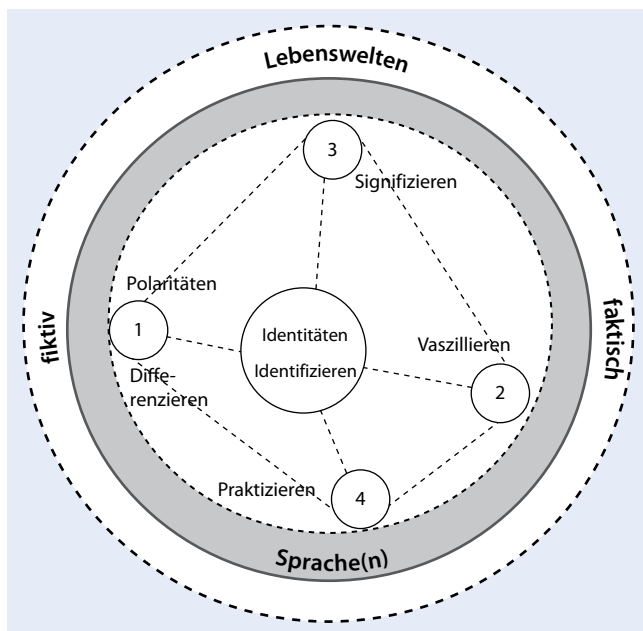 Lebenswelten
3
Signifizieren
Polaritäten
1
Diffe-
renzieren
fiktiv
Identitäten
Identifizieren
Vaszillieren
2
faktisch
Praktizieren
4
Sprache(n)